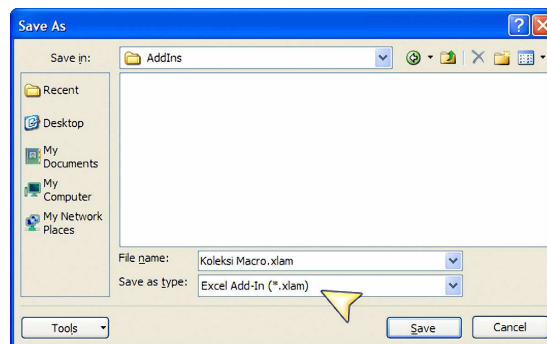 Save As
Save in:
AddIns
Recent
Desktop
My
Documents
My
Computer
My Network
Places
File name:
Koleksi Macro.xlam
Save as type:
Excel Add-In (*.xlam)
Tools
Save
Cancel